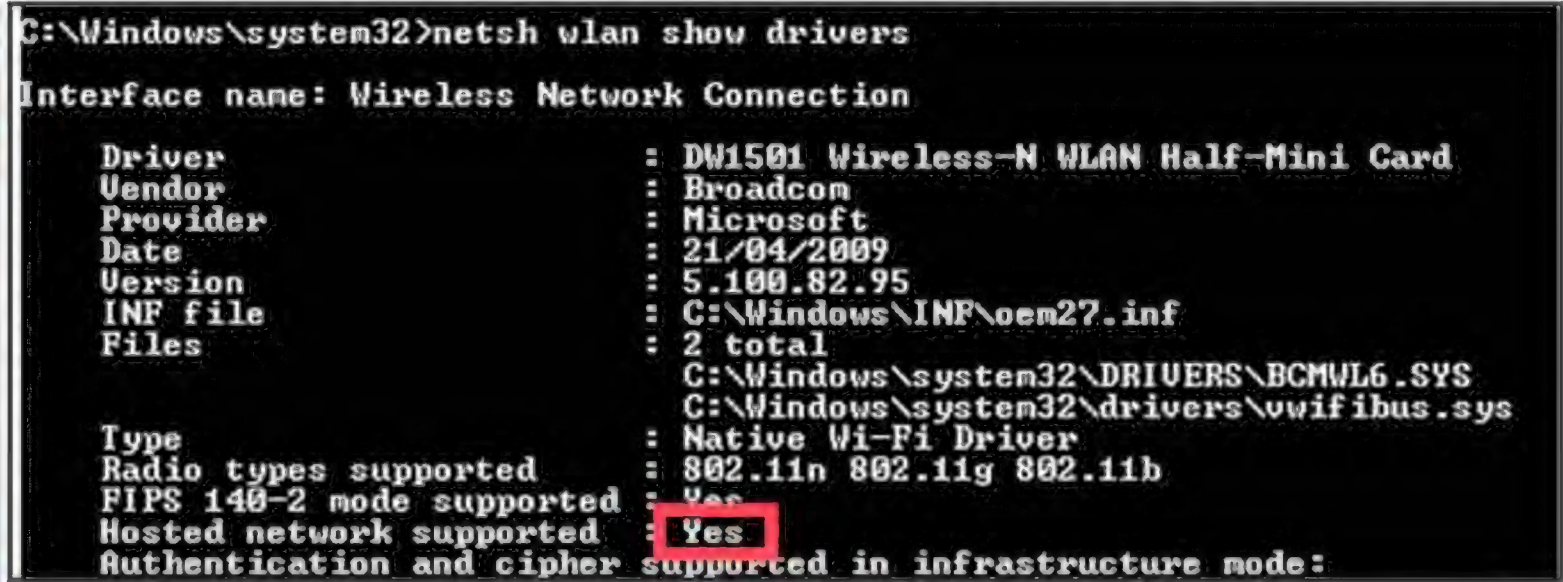 C:\Windows\system32>netsh wlan show drivers
Interface name: Wireless Network Connection
Driver : DW1501 Wireless-N WLAN Half-Mini Card
Vendor : Broadcom
Provider : Microsoft
Date : 21/04/2009
Version : 5.100.82.95
INF file : C:\Windows\INF\oem27.inf
Files : 2 total
C:\Windows\system32\DRIVERS\BCMWL6.SYS
C:\Windows\system32\drivers\vwifibus.sys
Type : Native Wi-Fi Driver
Radio types supported : 802.11n 802.11g 802.11b
FIPS 140-2 mode supported : Yes
Hosted network supported : Yes
Authentication and cipher supported in infrastructure mode: